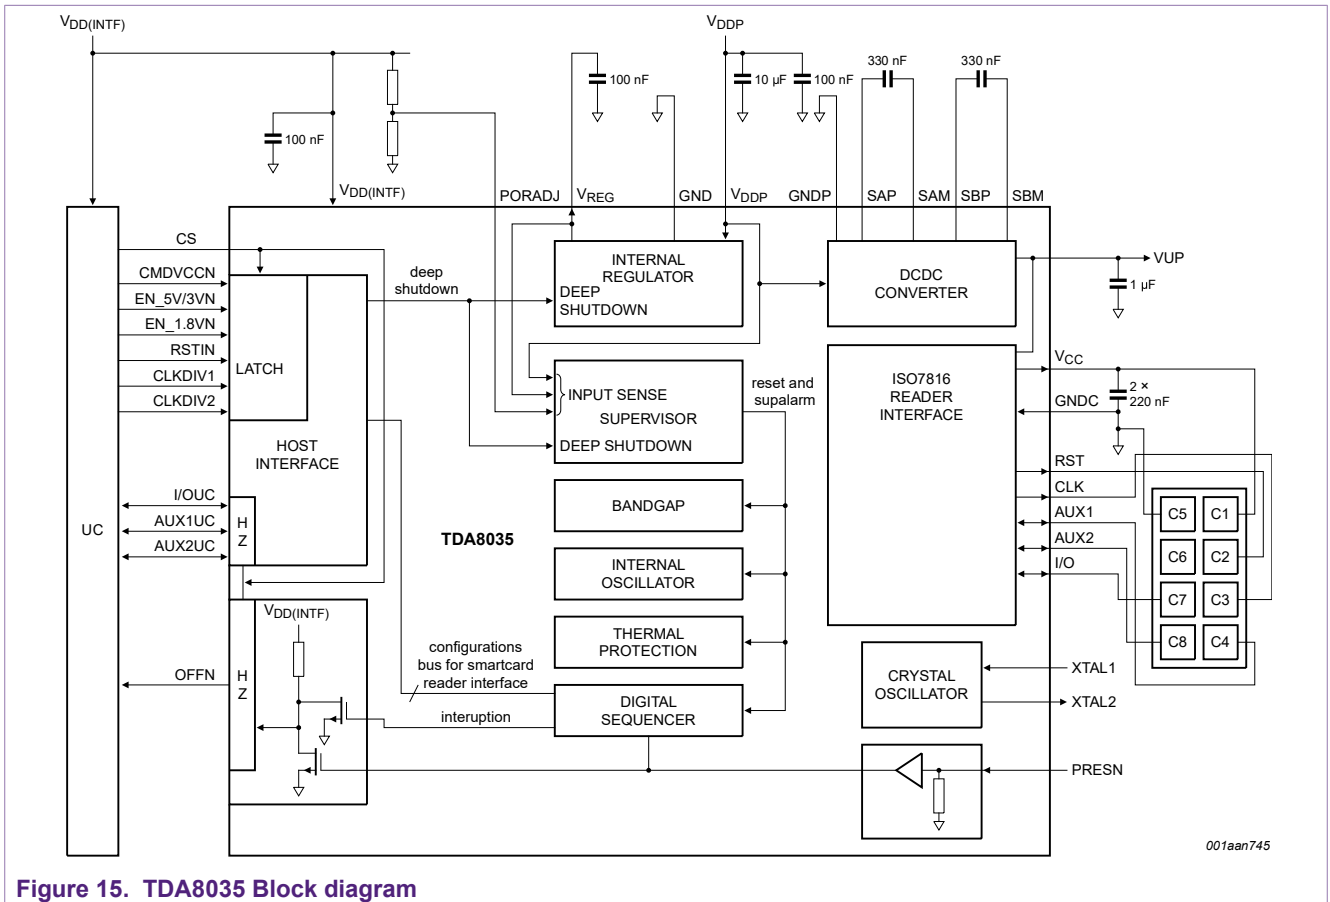 VDD(INTF)
VDDP
100 nF
10 µF
100 nF
330 nF
330 nF
100 nF
VDD(INTF)
PORADJ
VREG
GND
VDDP
GNDP
SAP
SAM
SBP
SBM
CS
CMDVCCN
EN_5V/3VN
EN_1.8VN
RSTIN
CLKDIV1
CLKDIV2
LATCH
HOST
INTERFACE
deep
shutdown
INTERNAL
REGULATOR
DEEP
SHUTDOWN
DCDC
CONVERTER
VUP
1 µF
INPUT SENSE
SUPERVISOR
DEEP SHUTDOWN
reset and
supalarm
ISO7816
READER
INTERFACE
VCC
2 ×
220 nF
GNDC
RST
CLK
AUX1
AUX2
I/O
UC
I/OUC
AUX1UC
AUX2UC
H
Z
TDA8035
BANDGAP
INTERNAL
OSCILLATOR
THERMAL
PROTECTION
DIGITAL
SEQUENCER
C5
C1
C6
C2
C7
C3
C8
C4
VDD(INTF)
OFFN
H
Z
configurations
bus for smartcard
reader interface
interuption
CRYSTAL
OSCILLATOR
XTAL1
XTAL2
PRESN
001aan745
Figure 15. TDA8035 Block diagram